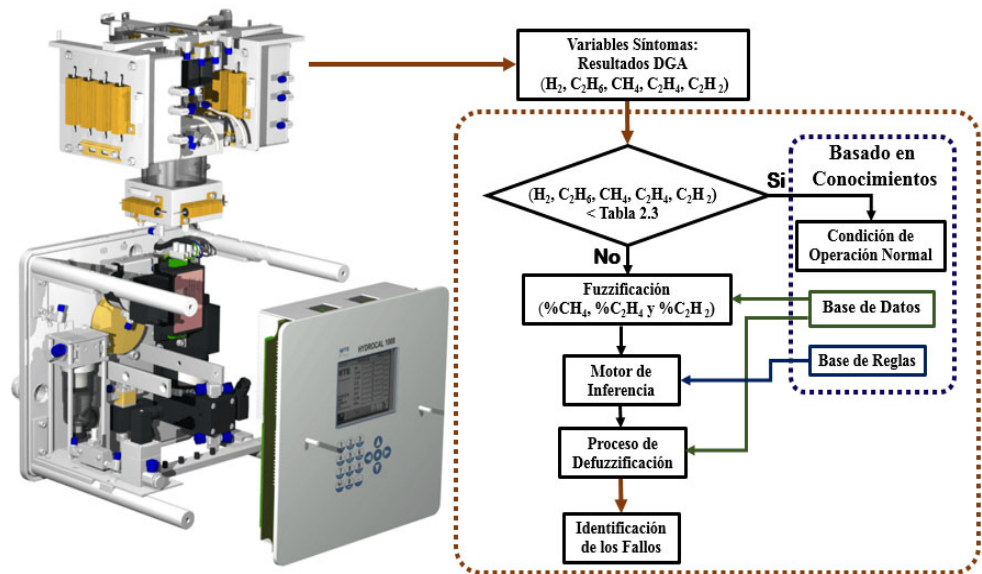 Variables Síntomas:
Resultados DGA
(H₂, C₂H₆, CH₄, C₂H₄, C₂H₂)
(H₂, C₂H₆, CH₄, C₂H₄, C₂H₂)
< Tabla 2.3
Si
No
Basado en
Conocimientos
Condición de
Operación Normal
Fuzzificación
(%CH₄, %C₂H₄ y %C₂H₂)
Base de Datos
Motor de
Inferencia
Base de Reglas
Proceso de
Defuzzificación
Identificación
de los Fallos
HYDROCAL 1008